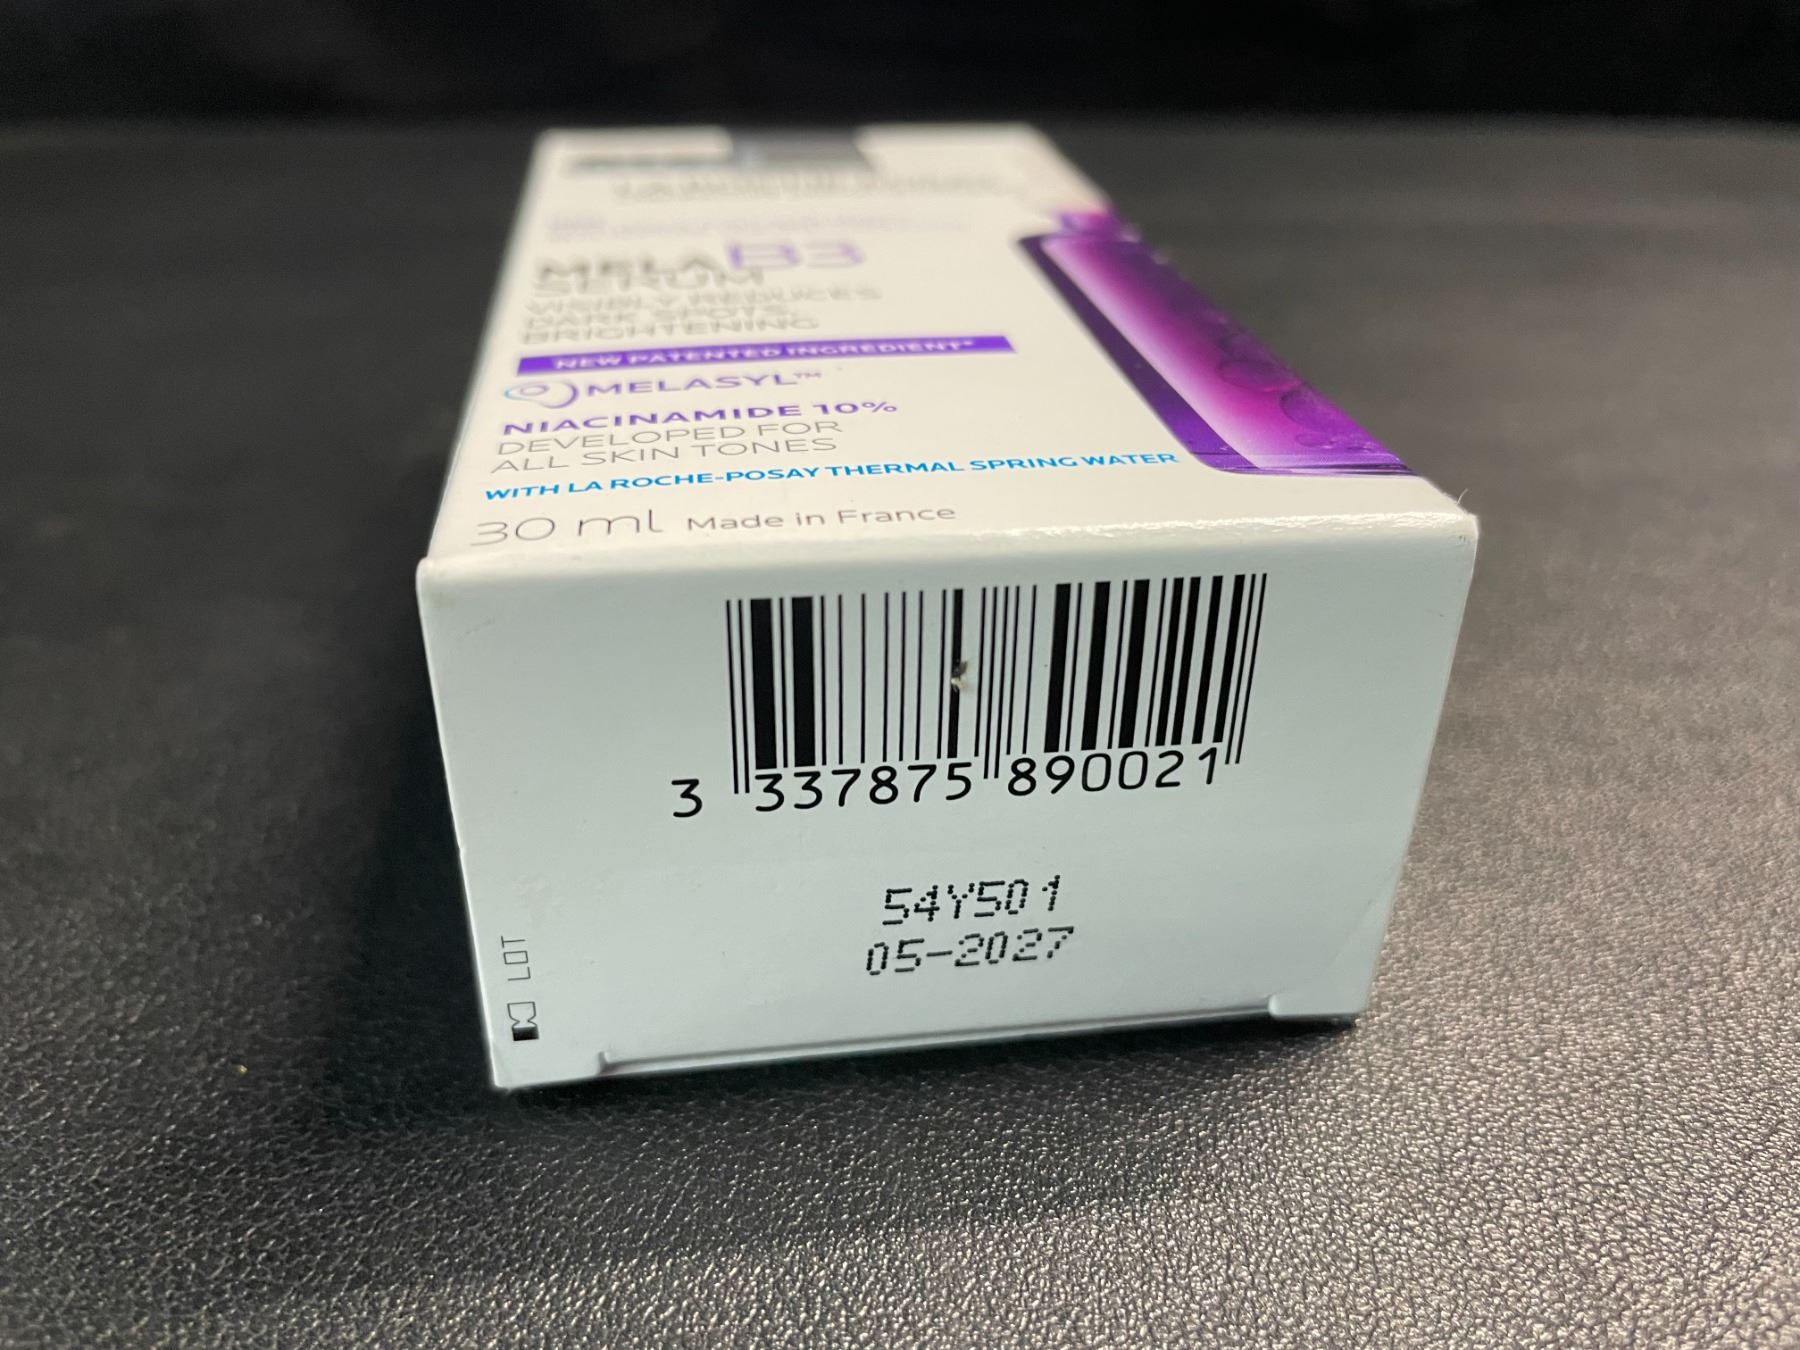 MELA B3
SERUM
VISIBLY REDUCES
DARK SPOTS,
BRIGHTENING
NEW PATENTED INGREDIENT*
MELASYL™
NIACINAMIDE 10%
DEVELOPED FOR
ALL SKIN TONES
WITH LA ROCHE-POSAY THERMAL SPRING WATER
30 ml Made in France
3 337875 890021
54Y501
05-2027
LOT